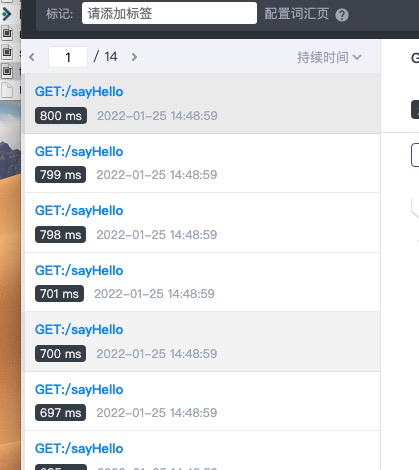 标记: 请添加标签 配置词汇页 ?
< 1 / 14 > 持续时间
GET:/sayHello
800 ms 2022-01-25 14:48:59
GET:/sayHello
799 ms 2022-01-25 14:48:59
GET:/sayHello
798 ms 2022-01-25 14:48:59
GET:/sayHello
701 ms 2022-01-25 14:48:59
GET:/sayHello
700 ms 2022-01-25 14:48:59
GET:/sayHello
697 ms 2022-01-25 14:48:59
GET:/sayHello